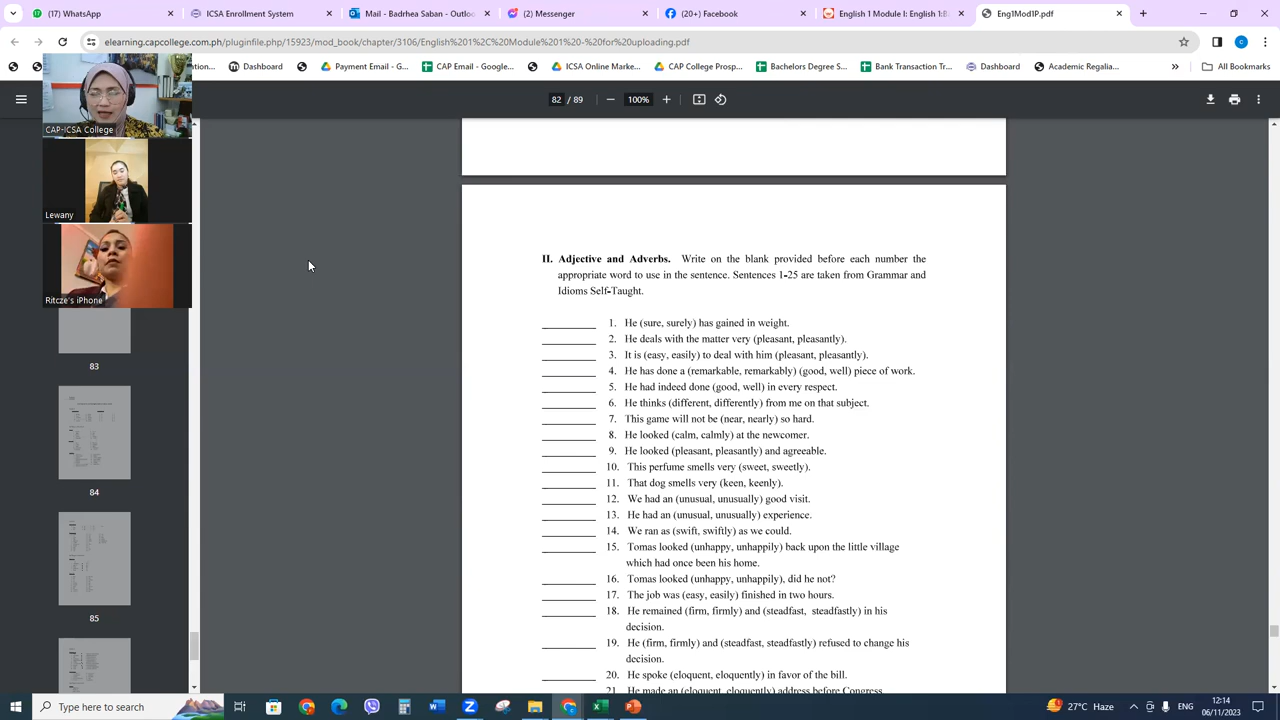 ICSA Enrollment System
Mail - Badrhea Saban - Outlo
(2) Messenger
(20+) Facebook
English 1 Module I: English 1:B
Eng1Mod1P.pdf
elearning.capcollege.com.ph/pluginfile.php/15923/mod_book/chapter/3106/English%201%2C%20Module%201%20-%20for%20uploading.pdf
tion...
Dashboard
Payment Email - G...
CAP Email - Google...
ICSA Online Marke...
CAP College Prosp...
Bachelors Degree S...
Bank Transaction Tr...
Dashboard
Academic Regalia...
All Bookmarks
82 / 89
100%
CAP-ICSA College
Lewany
Ritcze's iPhone
83
84
85
II. Adjective and Adverbs. Write on the blank provided before each number the
appropriate word to use in the sentence. Sentences 1-25 are taken from Grammar and
Idioms Self-Taught.
1. He (sure, surely) has gained in weight.
2. He deals with the matter very (pleasant, pleasantly).
3. It is (easy, easily) to deal with him (pleasant, pleasantly).
4. He has done a (remarkable, remarkably) (good, well) piece of work.
5. He had indeed done (good, well) in every respect.
6. He thinks (different, differently) from me on that subject.
7. This game will not be (near, nearly) so hard.
8. He looked (calm, calmly) at the newcomer.
9. He looked (pleasant, pleasantly) and agreeable.
10. This perfume smells very (sweet, sweetly).
11. That dog smells very (keen, keenly).
12. We had an (unusual, unusually) good visit.
13. He had an (unusual, unusually) experience.
14. We ran as (swift, swiftly) as we could.
15. Tomas looked (unhappy, unhappily) back upon the little village
which had once been his home.
16. Tomas looked (unhappy, unhappily), did he not?
17. The job was (easy, easily) finished in two hours.
18. He remained (firm, firmly) and (steadfast, steadfastly) in his
decision.
19. He (firm, firmly) and (steadfast, steadfastly) refused to change his
decision.
20. He spoke (eloquent, eloquently) in favor of the bill.
21. He made an (eloquent, eloquently) address before Congress.
Type here to search
27°C Haze
ENG
12:14
06/11/2023